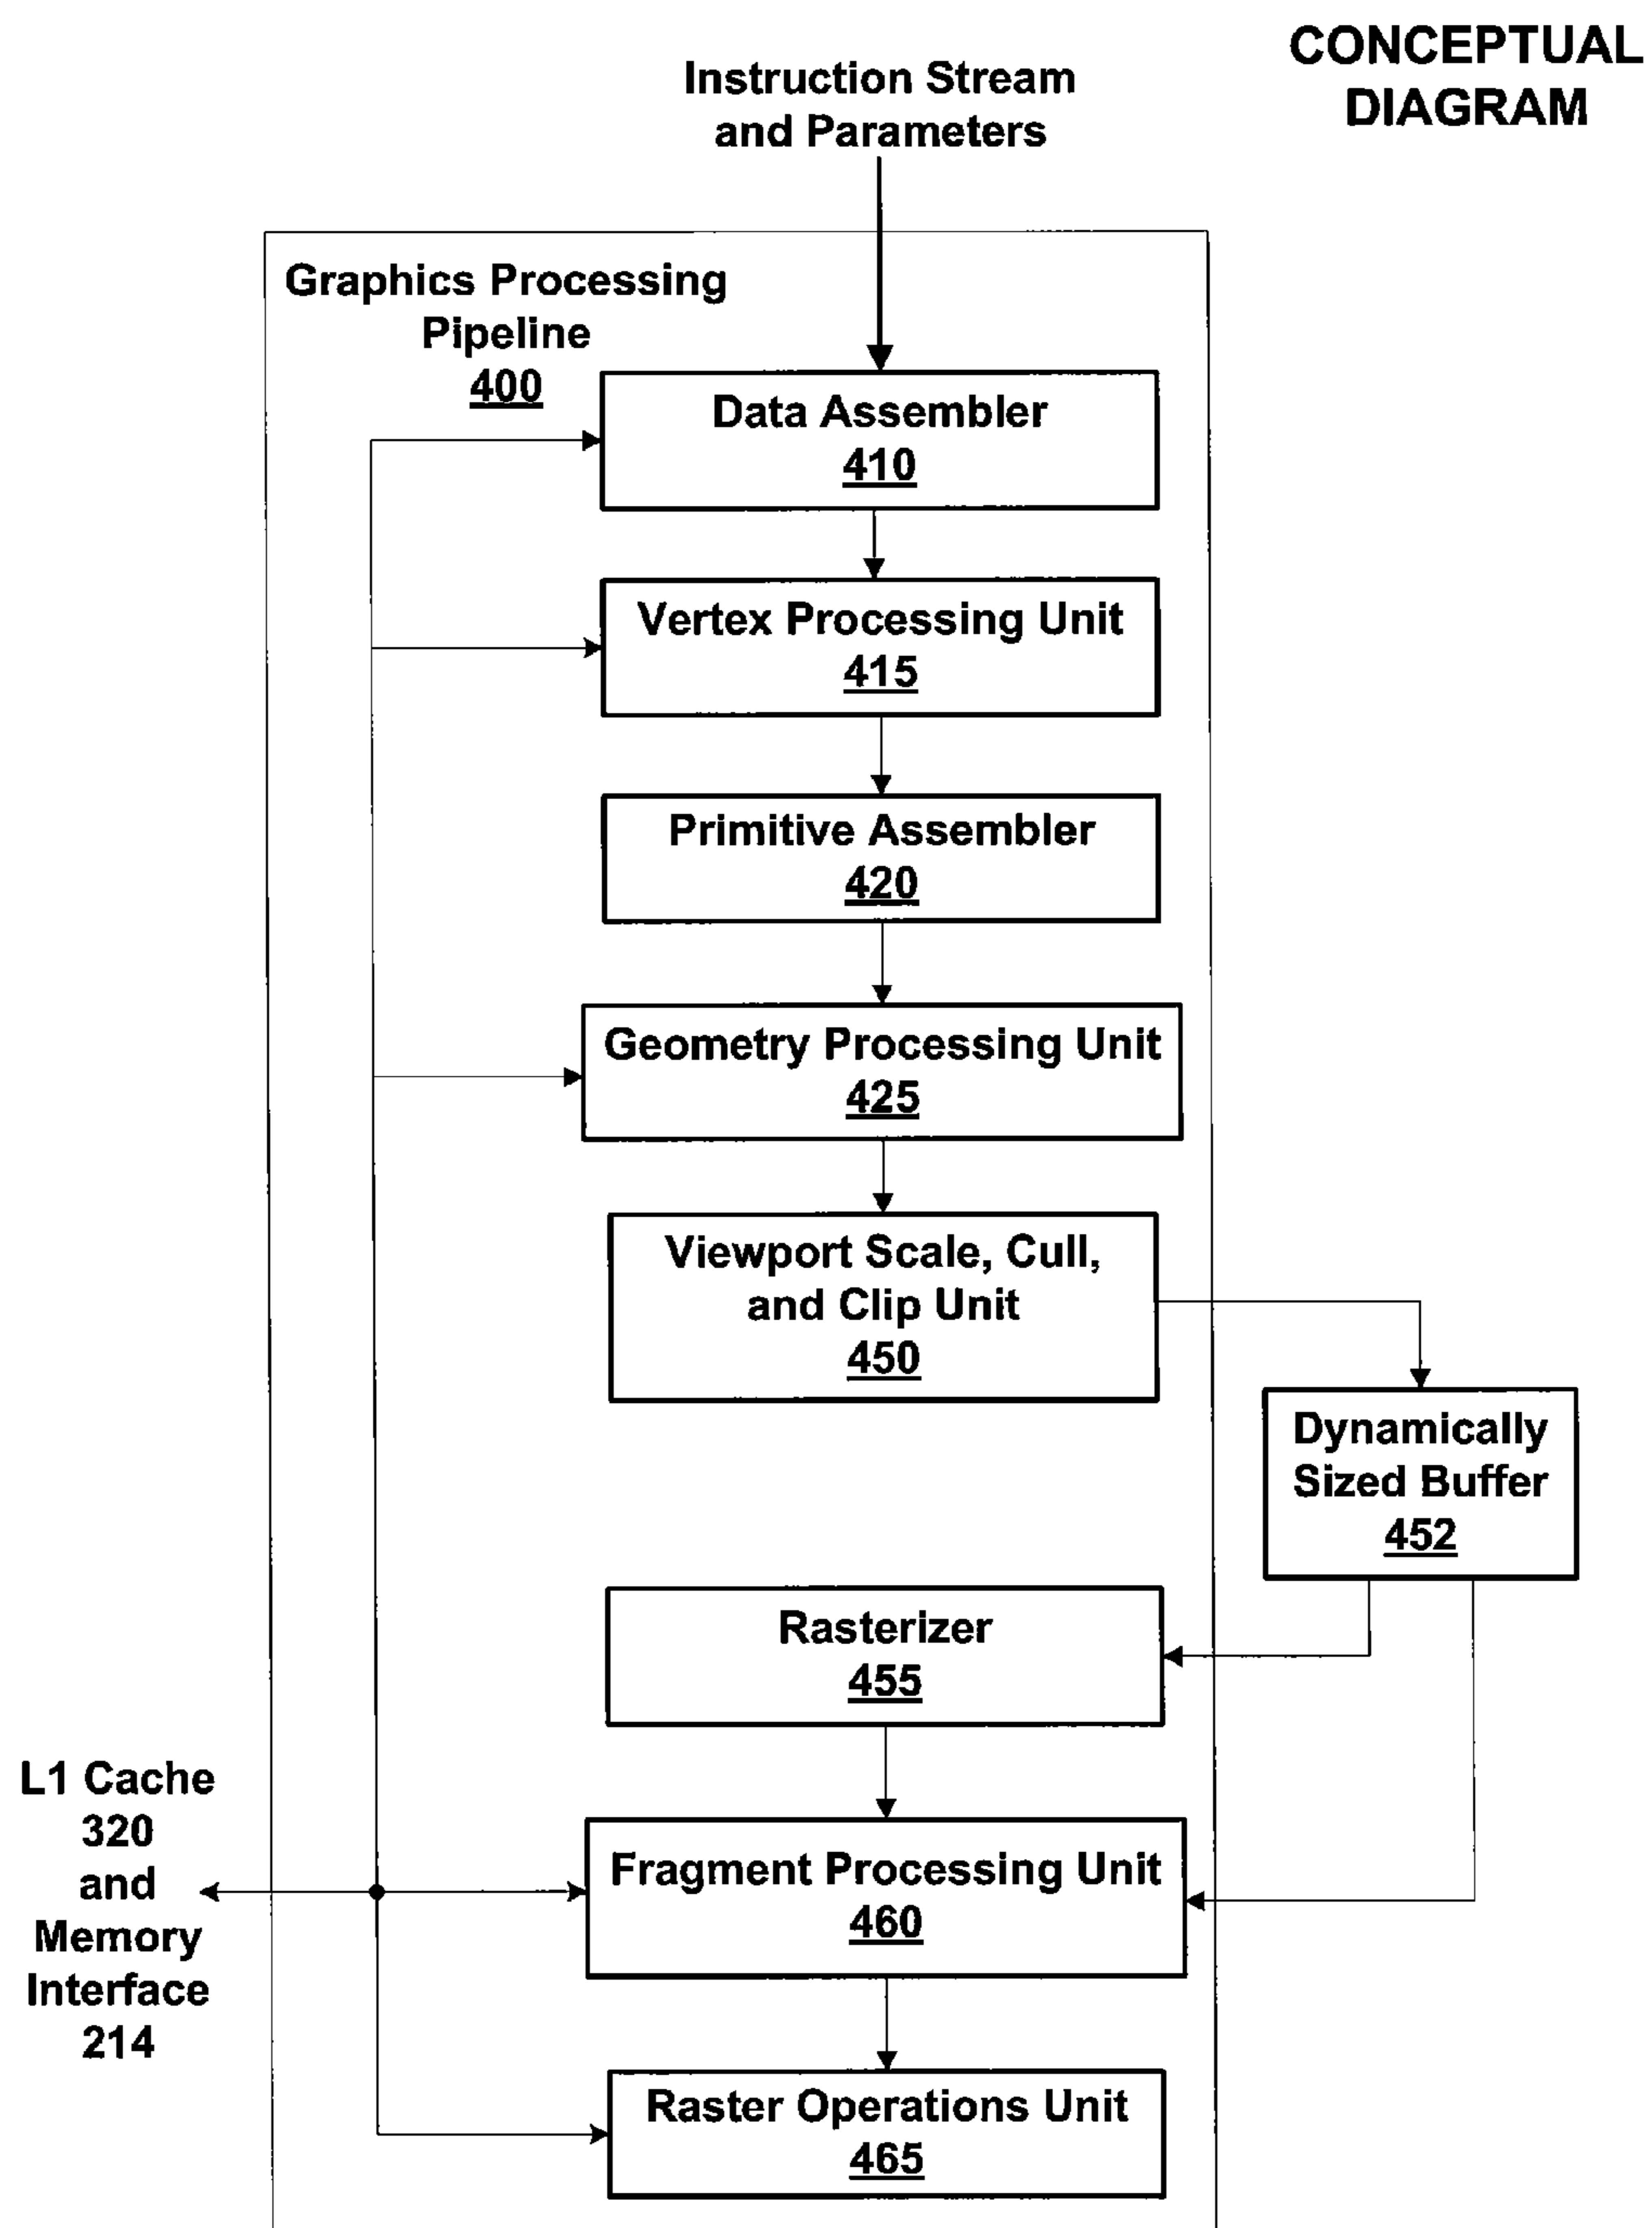 CONCEPTUAL
DIAGRAM
Instruction Stream
and Parameters
Graphics Processing
Pipeline
400
Data Assembler
410
Vertex Processing Unit
415
Primitive Assembler
420
Geometry Processing Unit
425
Viewport Scale, Cull,
and Clip Unit
450
Dynamically
Sized Buffer
452
Rasterizer
455
L1 Cache
320
and
Memory
Interface
214
Fragment Processing Unit
460
Raster Operations Unit
465